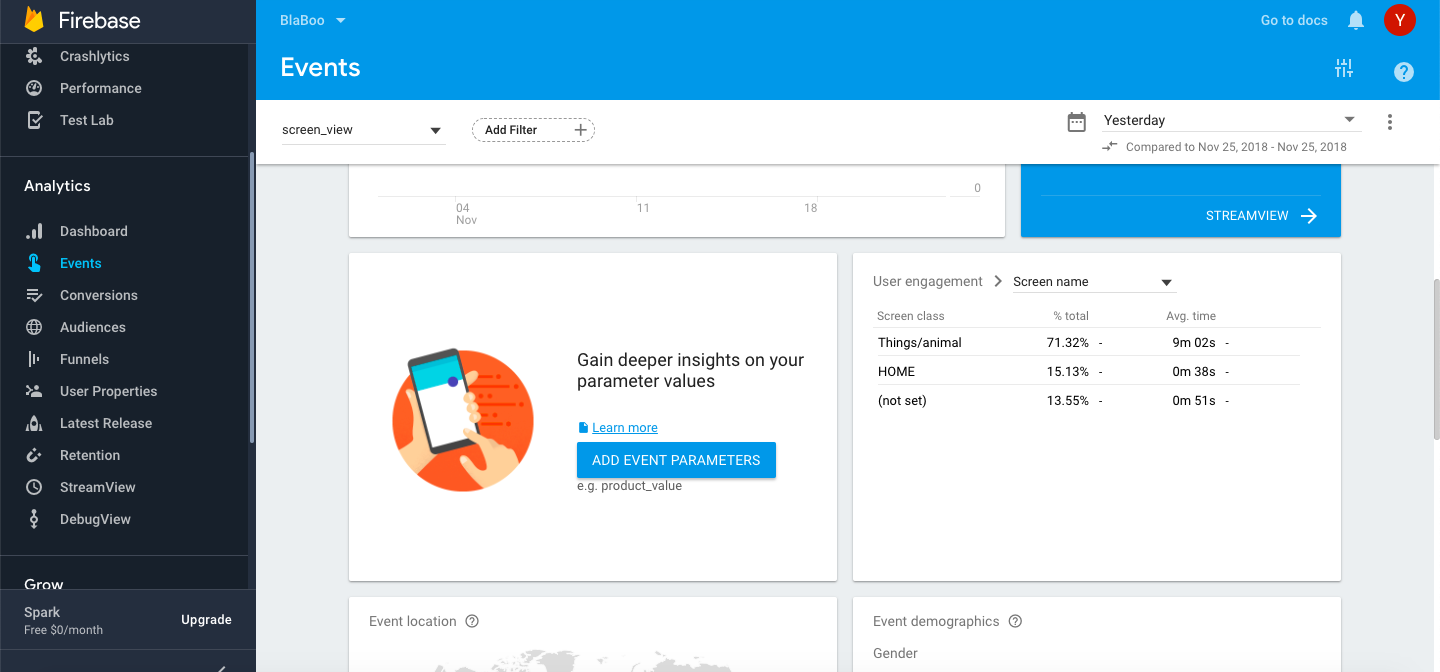 Firebase
Crashlytics
Performance
Test Lab
Analytics
Dashboard
Events
Conversions
Audiences
Funnels
User Properties
Latest Release
Retention
StreamView
DebugView
Grow
Spark
Free $0/month
Upgrade
BlaBoo
Go to docs
Y
Events
screen_view
Add Filter
Yesterday
Compared to Nov 25, 2018 - Nov 25, 2018
0
04 11 18
Nov
STREAMVIEW
Gain deeper insights on your
parameter values
Learn more
ADD EVENT PARAMETERS
e.g. product_value
User engagement Screen name
Screen class % total Avg. time
Things/animal 71.32% - 9m 02s -
HOME 15.13% - 0m 38s -
(not set) 13.55% - 0m 51s -
Event location ?
Event demographics ?
Gender